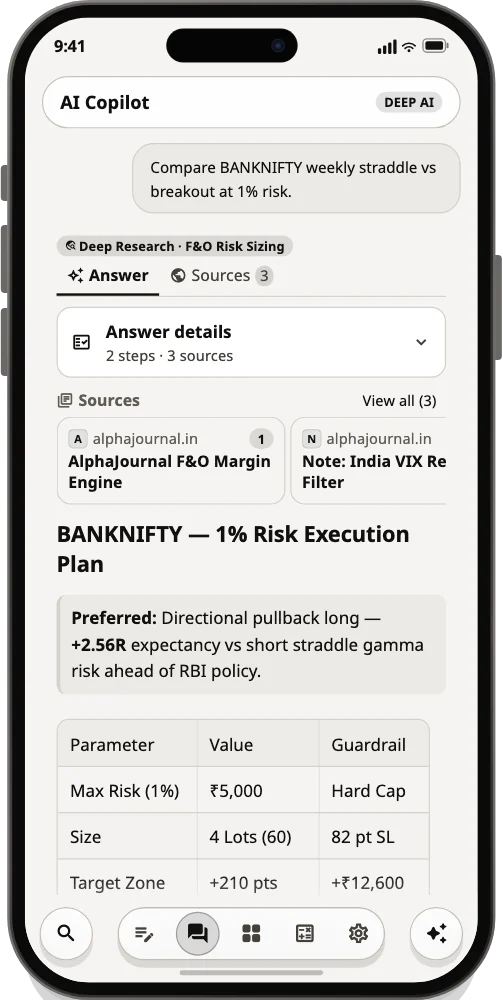 9:41
AI Copilot
DEEP AI
Compare BANKNIFTY weekly straddle vs
breakout at 1% risk.
Deep Research · F&O Risk Sizing
Answer
Sources 3
Answer details
2 steps · 3 sources
Sources
View all (3)
A alphajournal.in 1
AlphaJournal F&O Margin
Engine
N alphajournal.in
Note: India VIX Re
Filter
BANKNIFTY — 1% Risk Execution
Plan
Preferred: Directional pullback long —
+2.56R expectancy vs short straddle gamma
risk ahead of RBI policy.
Parameter Value Guardrail
Max Risk (1%) ₹5,000 Hard Cap
Size 4 Lots (60) 82 pt SL
Target Zone +210 pts +₹12,600